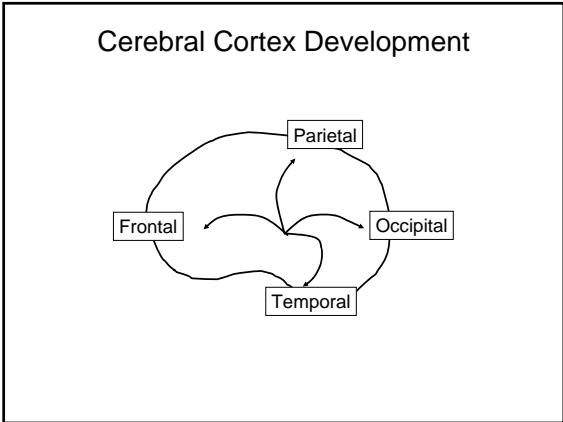 Cerebral Cortex Development
Parietal
Frontal
Occipital
Temporal